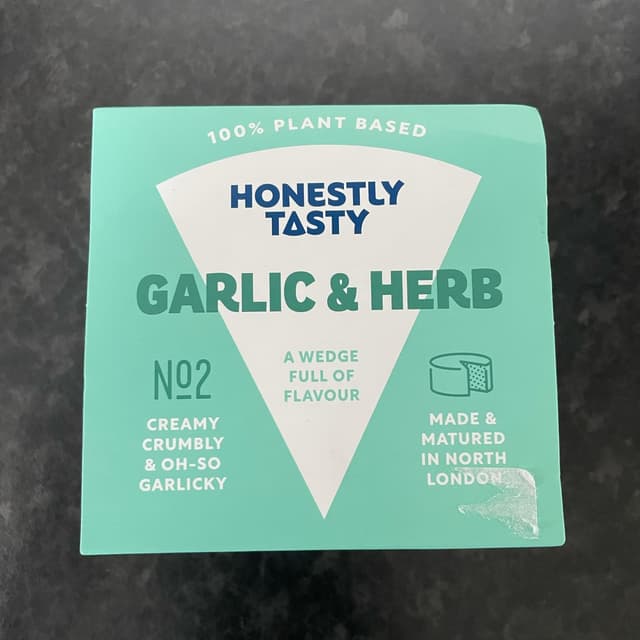 100% PLANT BASED
HONESTLY
TASTY
GARLIC & HERB
Nº2
CREAMY
CRUMBLY
& OH-SO
GARLICKY
A WEDGE
FULL OF
FLAVOUR
MADE &
MATURED
IN NORTH
LONDON